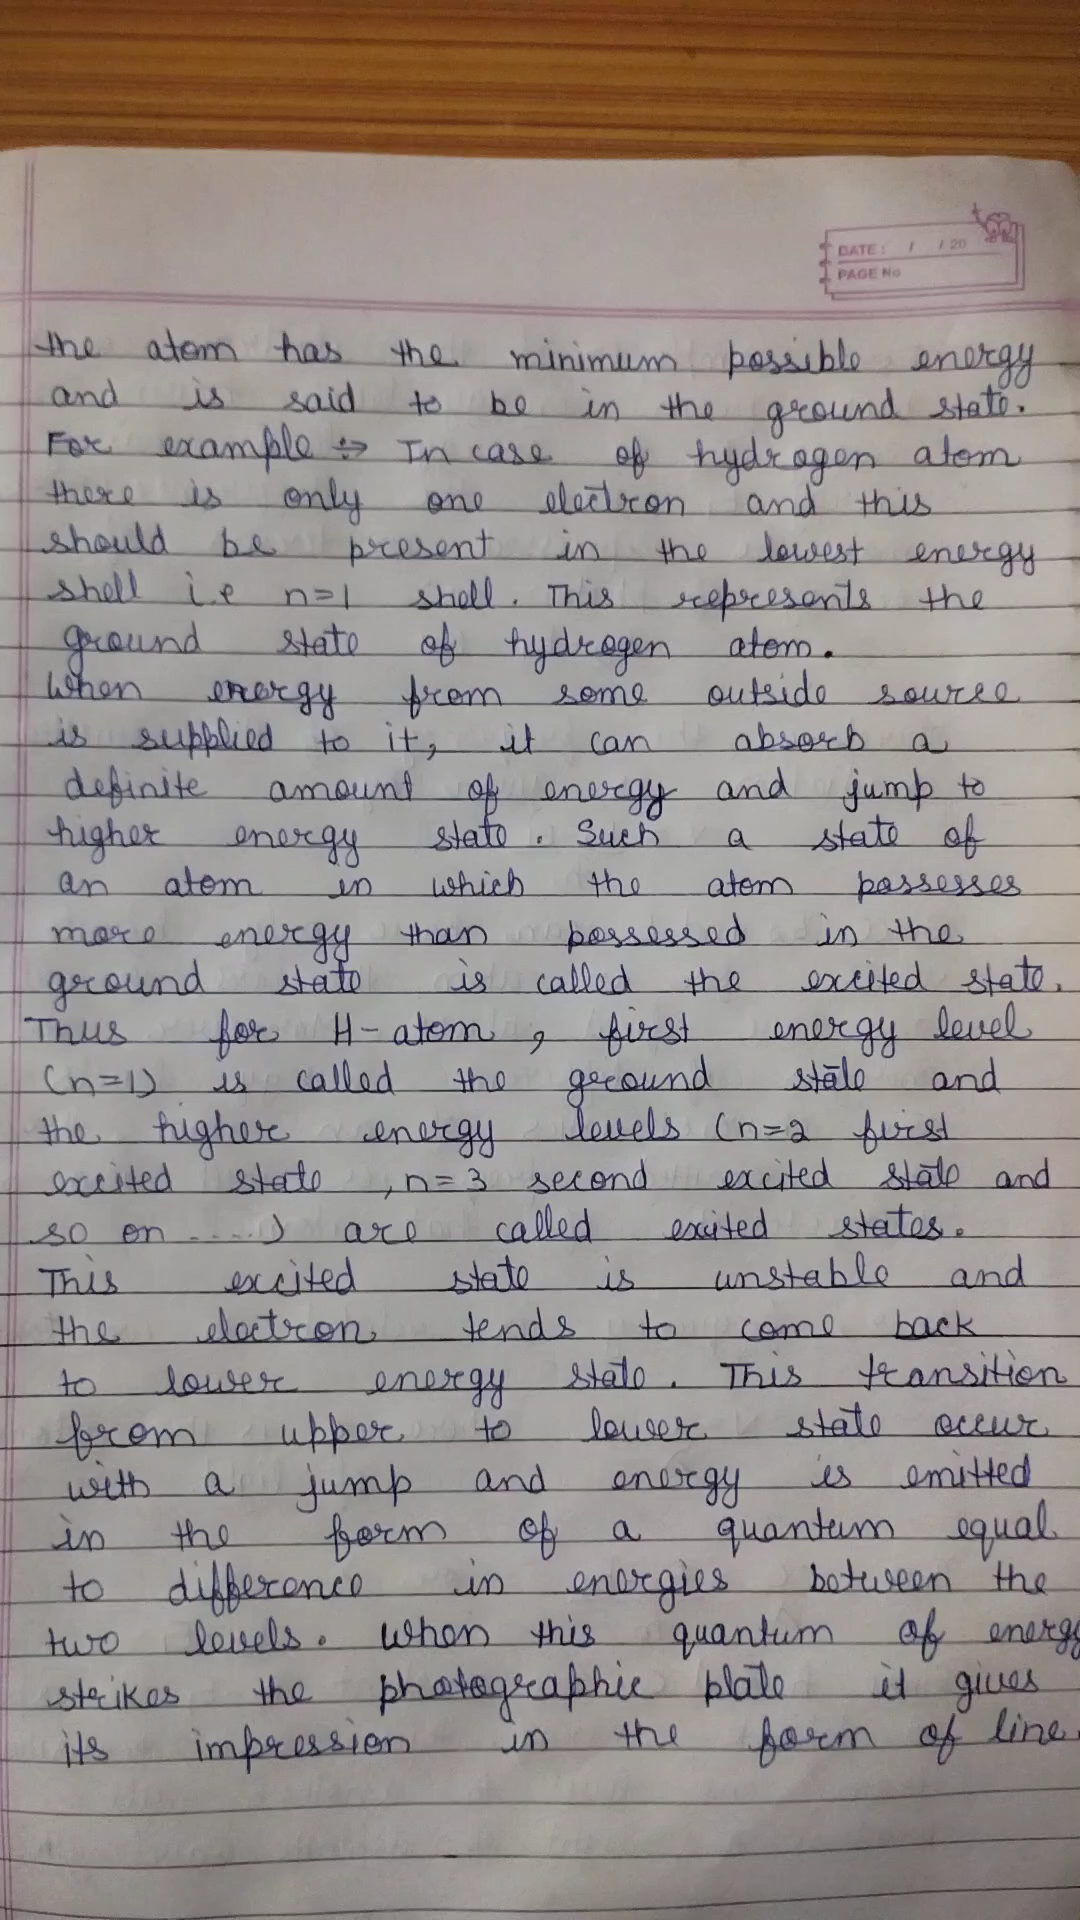 DATE: / / 20
PAGE No
the atom has the minimum possible energy
and is said to be in the ground state.
For example ⇒ In case of hydrogen atom
there is only one electron and this
should be present in the lowest energy
shell i.e n=1 shell. This represents the
ground state of hydrogen atom.
When energy from some outside source
is supplied to it, it can absorb a
definite amount of energy and jump to
higher energy state. Such a state of
an atom in which the atom possesses
more energy than possessed in the
ground state is called the excited state.
Thus for H-atom, first energy level
(n=1) is called the ground state and
the higher energy levels (n=2 first
excited state, n=3 second excited state and
so on .....) are called excited states.
This excited state is unstable and
the electron tends to come back
to lower energy state. This transition
from upper to lower state occur
with a jump and energy is emitted
in the form of a quantum equal
to difference in energies between the
two levels. When this quantum of energy
strikes the photographic plate it gives
its impression in the form of line